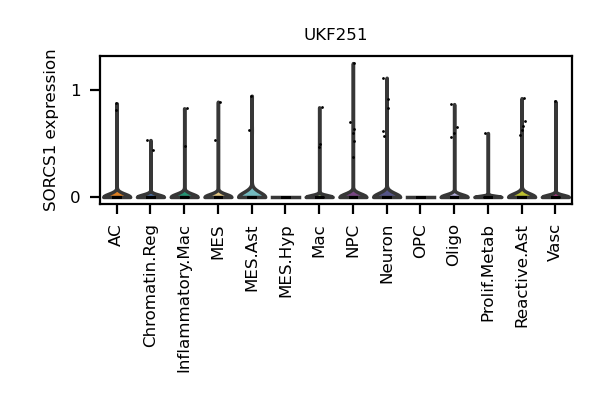 UKF251
SORCS1 expression
1
0
AC
Chromatin.Reg
Inflammatory.Mac
MES
MES.Ast
MES.Hyp
Mac
NPC
Neuron
OPC
Oligo
Prolif.Metab
Reactive.Ast
Vasc